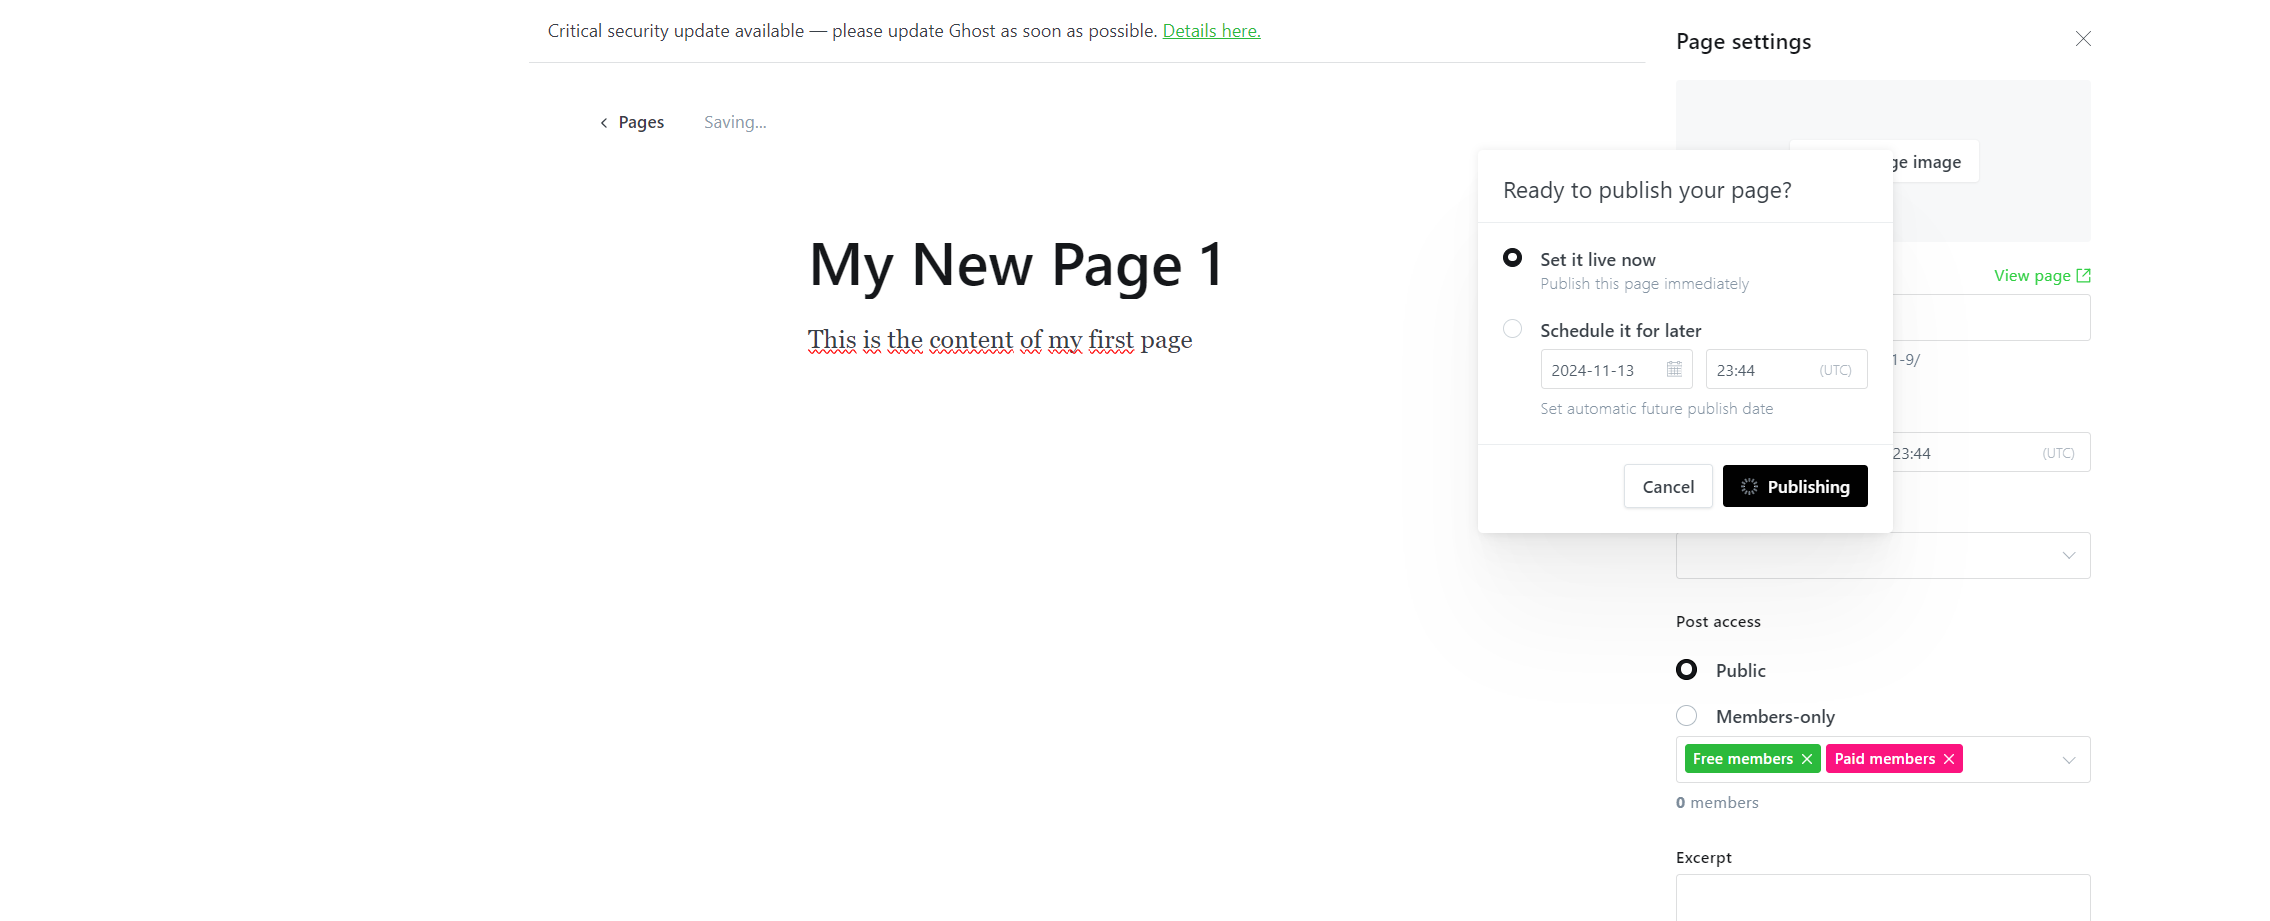 Critical security update available — please update Ghost as soon as possible. Details here.
Pages
Saving...
My New Page 1
This is the content of my first page
Ready to publish your page?
Set it live now
Publish this page immediately
Schedule it for later
2024-11-13
23:44
(UTC)
Set automatic future publish date
Cancel
Publishing
Page settings
image
View page
1-9/
23:44
(UTC)
Post access
Public
Members-only
Free members
Paid members
0 members
Excerpt